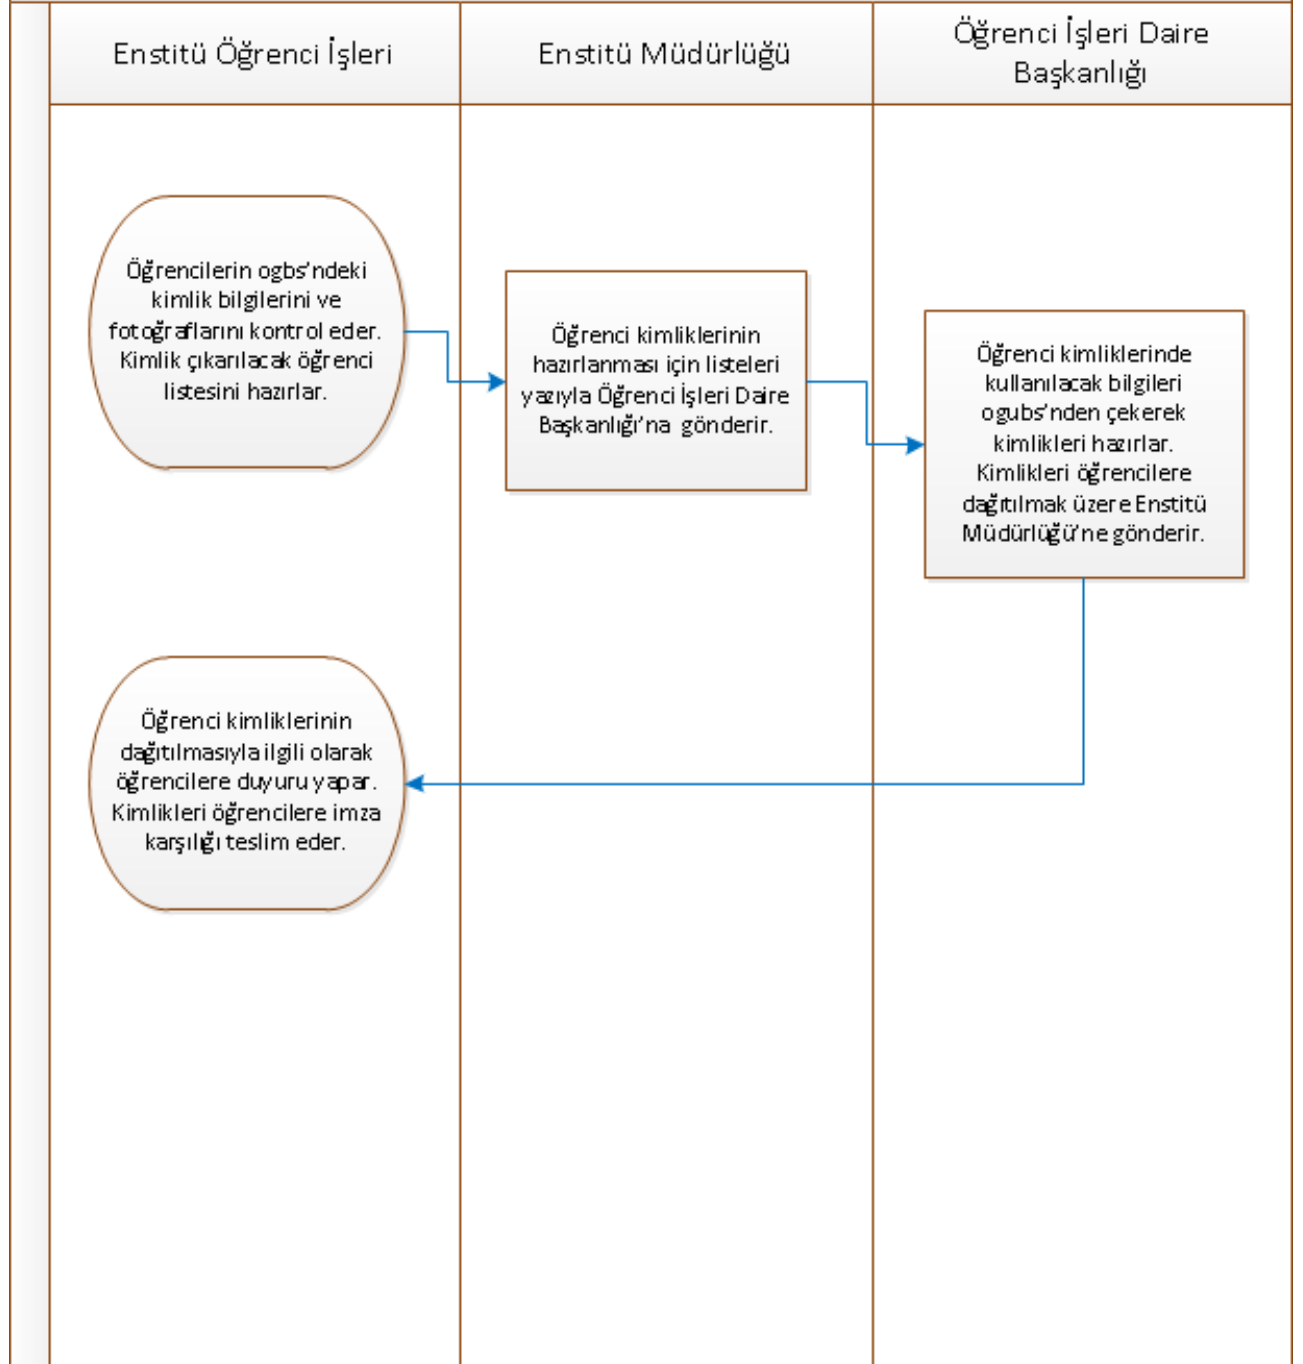 Enstitü Öğrenci İşleri
Enstitü Müdürlüğü
Öğrenci İşleri Daire
Başkanlığı
Öğrencilerin ogbs'ndeki
kimlik bilgilerini ve
fotoğraflarını kontrol eder.
Kimlik çıkarılacak öğrenci
listesini hazırlar.
Öğrenci kimliklerinin
hazırlanması için listeleri
yazıyla Öğrenci İşleri Daire
Başkanlığı'na gönderir.
Öğrenci kimliklerinde
kullanılacak bilgileri
ogubs'nden çekerek
kimlikleri hazırlar.
Kimlikleri öğrencilere
dağıtılmak üzere Enstitü
Müdürlüğü'ne gönderir.
Öğrenci kimliklerinin
dağıtılmasıyla ilgili olarak
öğrencilere duyuru yapar.
Kimlikleri öğrencilere imza
karşılığı teslim eder.